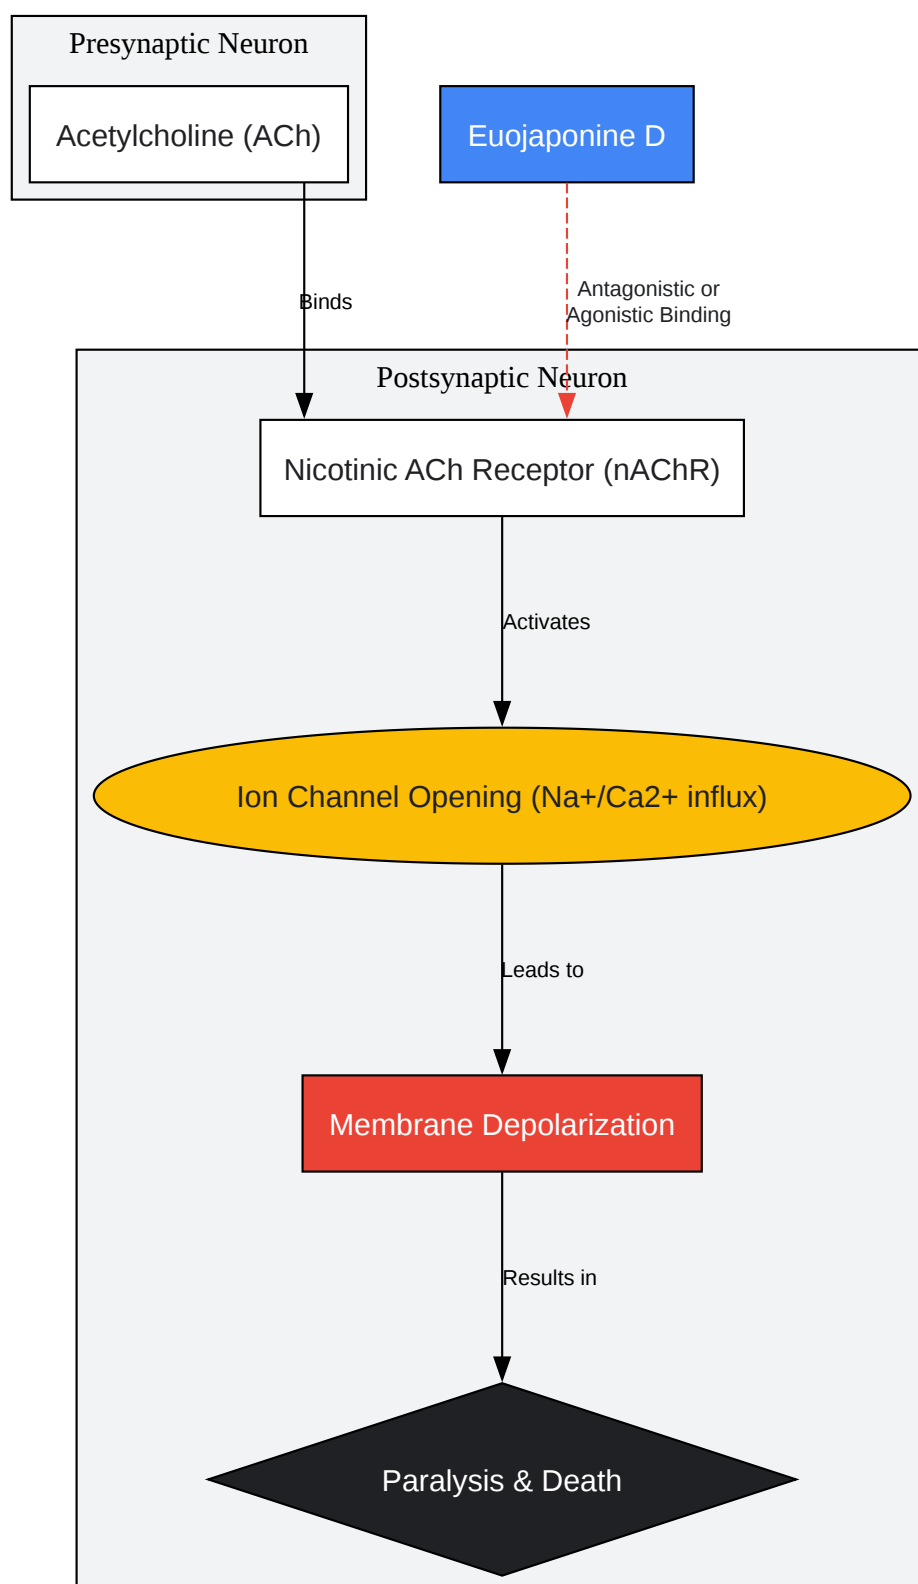 Presynaptic Neuron
Acetylcholine (ACh)
Euojaponine D
Binds
Antagonistic or
Agonistic Binding
Postsynaptic Neuron
Nicotinic ACh Receptor (nAChR)
Activates
Ion Channel Opening (Na+/Ca2+ influx)
Leads to
Membrane Depolarization
Results in
Paralysis & Death